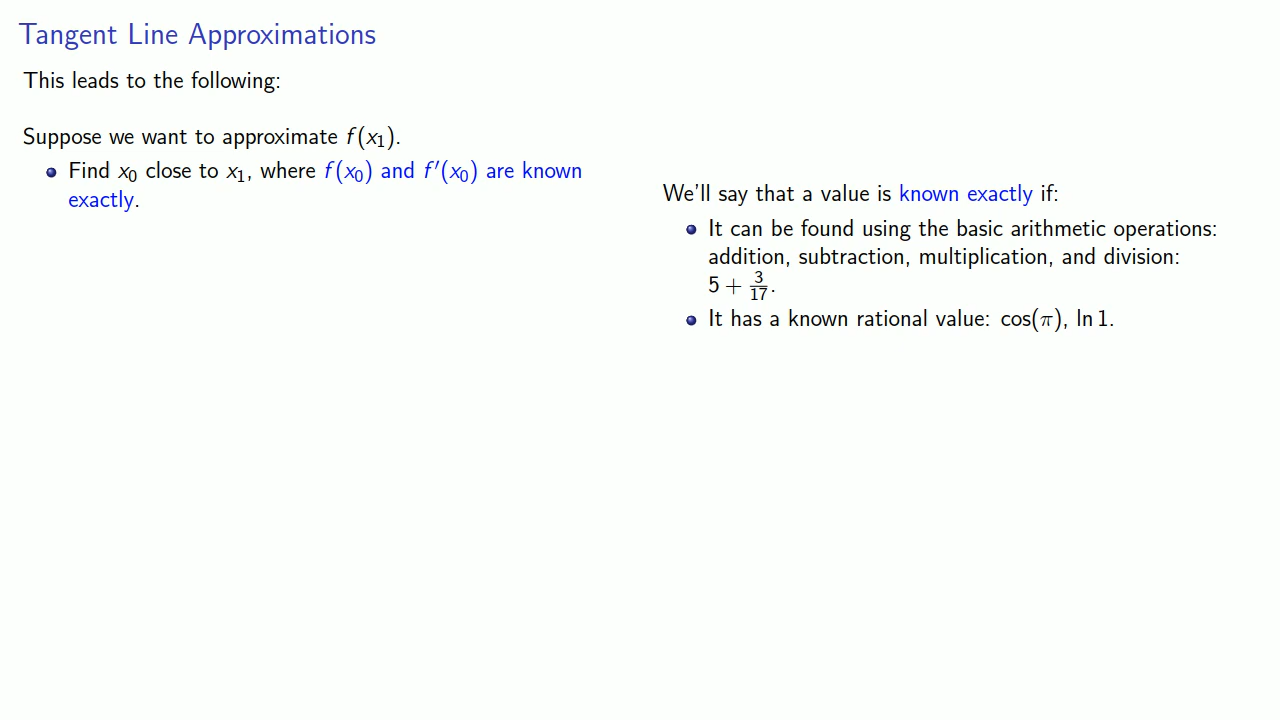 Tangent Line Approximations
This leads to the following:
Suppose we want to approximate f(x₁).
Find x₀ close to x₁, where f(x₀) and f′(x₀) are known
exactly.
We'll say that a value is known exactly if:
It can be found using the basic arithmetic operations:
addition, subtraction, multiplication, and division:
5 + 3/17.
It has a known rational value: cos(π), ln 1.